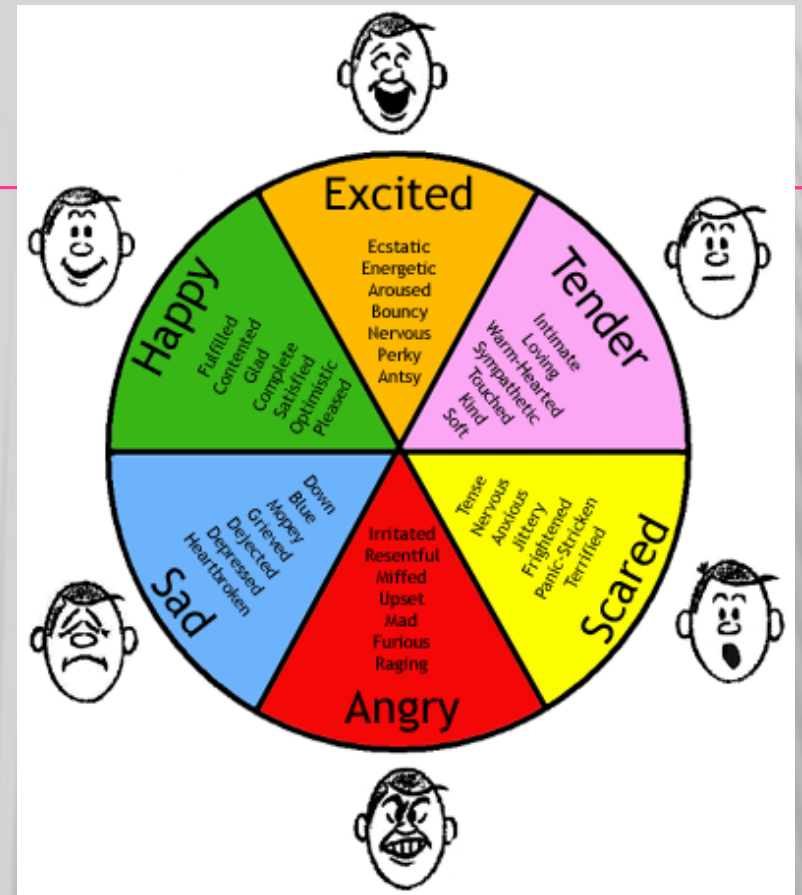 Excited
Ecstatic
Energetic
Aroused
Bouncy
Nervous
Perky
Antsy
Tender
Intimate
Loving
Warm-Hearted
Sympathetic
Touched
Kind
Soft
Scared
Tense
Nervous
Anxious
Jittery
Frightened
Panic-Stricken
Terrified
Angry
Irritated
Resentful
Miffed
Upset
Mad
Furious
Raging
Sad
Down
Blue
Mopey
Grieved
Dejected
Depressed
Heartbroken
Happy
Fulfilled
Contented
Glad
Complete
Satisfied
Optimistic
Pleased